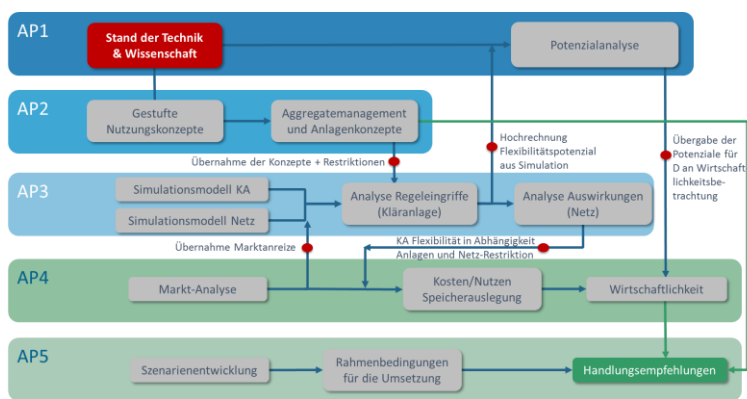 AP1
Stand der Technik
& Wissenschaft
Potenzialanalyse
AP2
Gestufte
Nutzungskonzepte
Aggregatemanagement
und Anlagenkonzepte
Hochrechnung
Flexibilitätspotenzial
aus Simulation
Übergabe der
Potenziale für
D an Wirtschaft
lichkeitsbe-
trachtung
Übernahme der Konzepte + Restriktionen
AP3
Simulationsmodell KA
Simulationsmodell Netz
Analyse Regeleingriffe
(Kläranlage)
Analyse Auswirkungen
(Netz)
Übernahme Marktanreize
KA Flexibilität in Abhängigkeit
Anlagen und Netz-Restriktion
AP4
Markt-Analyse
Kosten/Nutzen
Speicherauslegung
Wirtschaftlichkeit
AP5
Szenarienentwicklung
Rahmenbedingungen
für die Umsetzung
Handlungsempfehlungen